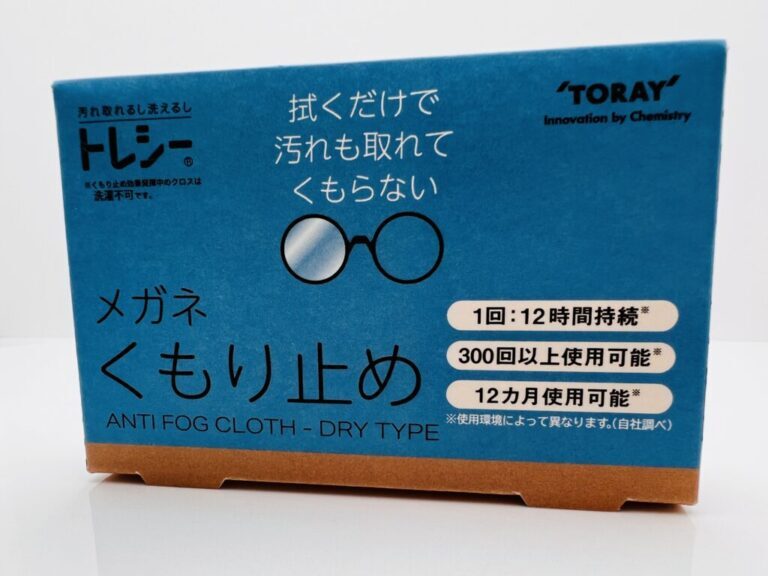 汚れ取れるし洗えるし
トレシー®
※くもり止め効果発揮中のクロスは
洗濯不可です。
拭くだけで
汚れも取れて
くもらない
'TORAY'
Innovation by Chemistry
メガネ
くもり止め
ANTI FOG CLOTH – DRY TYPE
1回:12時間持続※
300回以上使用可能※
12カ月使用可能※
※使用環境によって異なります。(自社調べ)